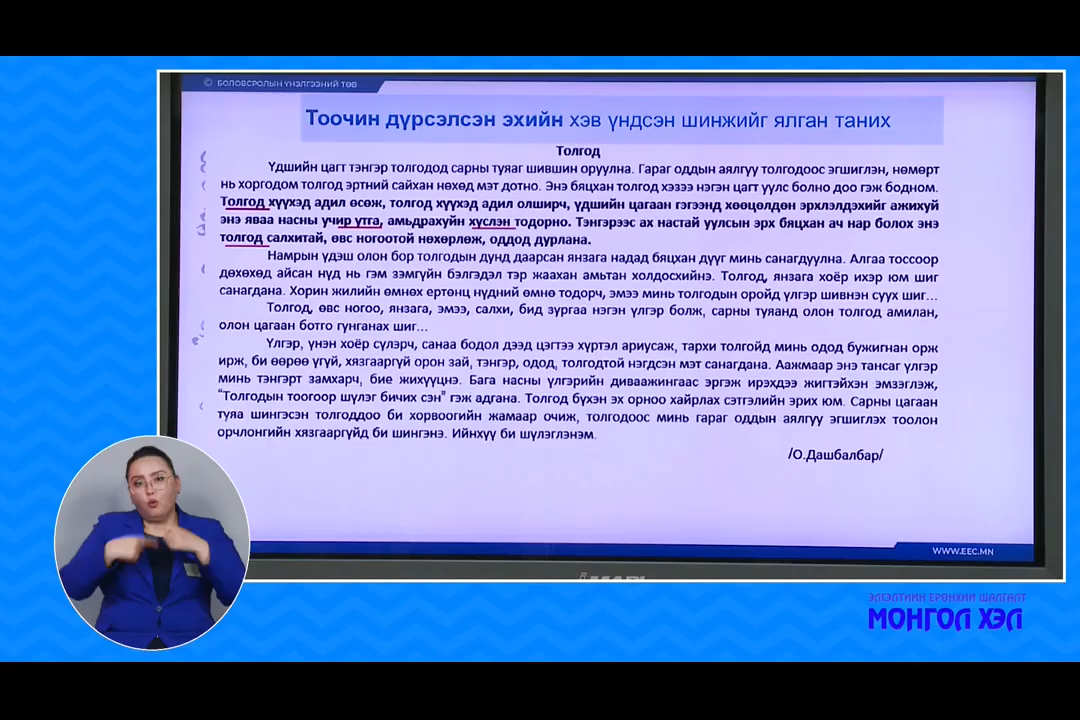 © БОЛОВСРОЛЫН ҮНЭЛГЭЭНИЙ ТӨВ
Тоочин дүрсэлсэн эхийн хэв үндсэн шинжийг ялган таних
Толгод
Үдшийн цагт тэнгэр толгодод сарны туяаг шившин оруулна. Гараг оддын аялгуу толгодоос эгшиглэн, нөмөрт
нь хоргодом толгод эртний сайхан нөхөд мэт дотно. Энэ бяцхан толгод хэзээ нэгэн цагт уулс болно доо гэж бодном.
Толгод хүүхэд адил өсөж, толгод хүүхэд адил олширч, үдшийн цагаан гэгээнд хөөцөлдөн эрхлэлдэхийг ажихуй
энэ яваа насны учир утга, амьдрахуйн хүслэн тодорно. Тэнгэрээс ах настай уулсын эрх бяцхан ач нар болох энэ
толгод салхитай, өвс ногоотой нөхөрлөж, оддод дурлана.
Намрын үдэш олон бор толгодын дунд даарсан янзага надад бяцхан дүүг минь санагдуулна. Алгаа тоссоор
дөхөхөд айсан нүд нь гэм зэмгүйн бэлгэдэл тэр жаахан амьтан холдосхийнэ. Толгод, янзага хоёр ихэр юм шиг
санагдана. Хорин жилийн өмнөх ертөнц нүдний өмнө тодорч, эмээ минь толгодын оройд үлгэр шивнэн суух шиг...
Толгод, өвс ногоо, янзага, эмээ, салхи, бид зургаа нэгэн үлгэр болж, сарны туяанд олон толгод амилан,
олон цагаан ботго гунганах шиг...
Үлгэр, үнэн хоёр сүлэрч, санаа бодол дээд цэгтээ хүртэл ариусаж, тархи толгойд минь одод бужигнан орж
ирж, би өөрөө үгүй, хязгааргүй орон зай, тэнгэр, одод, толгодтой нэгдсэн мэт санагдана. Аажмаар энэ тансаг үлгэр
минь тэнгэрт замхарч, бие жихүүцнэ. Бага насны үлгэрийн диваажингаас эргэж ирэхдээ жигтэйхэн эмзэглэж,
"Толгодын тоогоор шүлэг бичих сэн" гэж адгана. Толгод бүхэн эх орноо хайрлах сэтгэлийн эрих юм. Сарны цагаан
туяа шингэсэн толгоддоо би хорвоогийн жамаар очиж, толгодоос минь гараг оддын аялгуу эгшиглэх тоолон
орчлонгийн хязгааргүйд би шингэнэ. Ийнхүү би шүлэглэнэм.
/О.Дашбалбар/
WWW.EEC.MN
ЭЛСЭЛТИЙН ЕРӨНХИЙ ШАЛГАЛТ
МОНГОЛ ХЭЛ